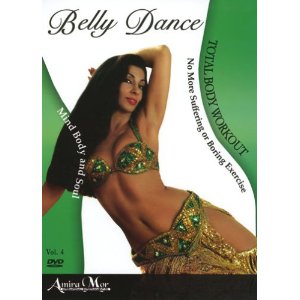 Belly Dance
TOTAL BODY WORKOUT
No More Suffering or Boring Exercise
Mind Body and Soul
Vol. 4
DVD
Amira Mor